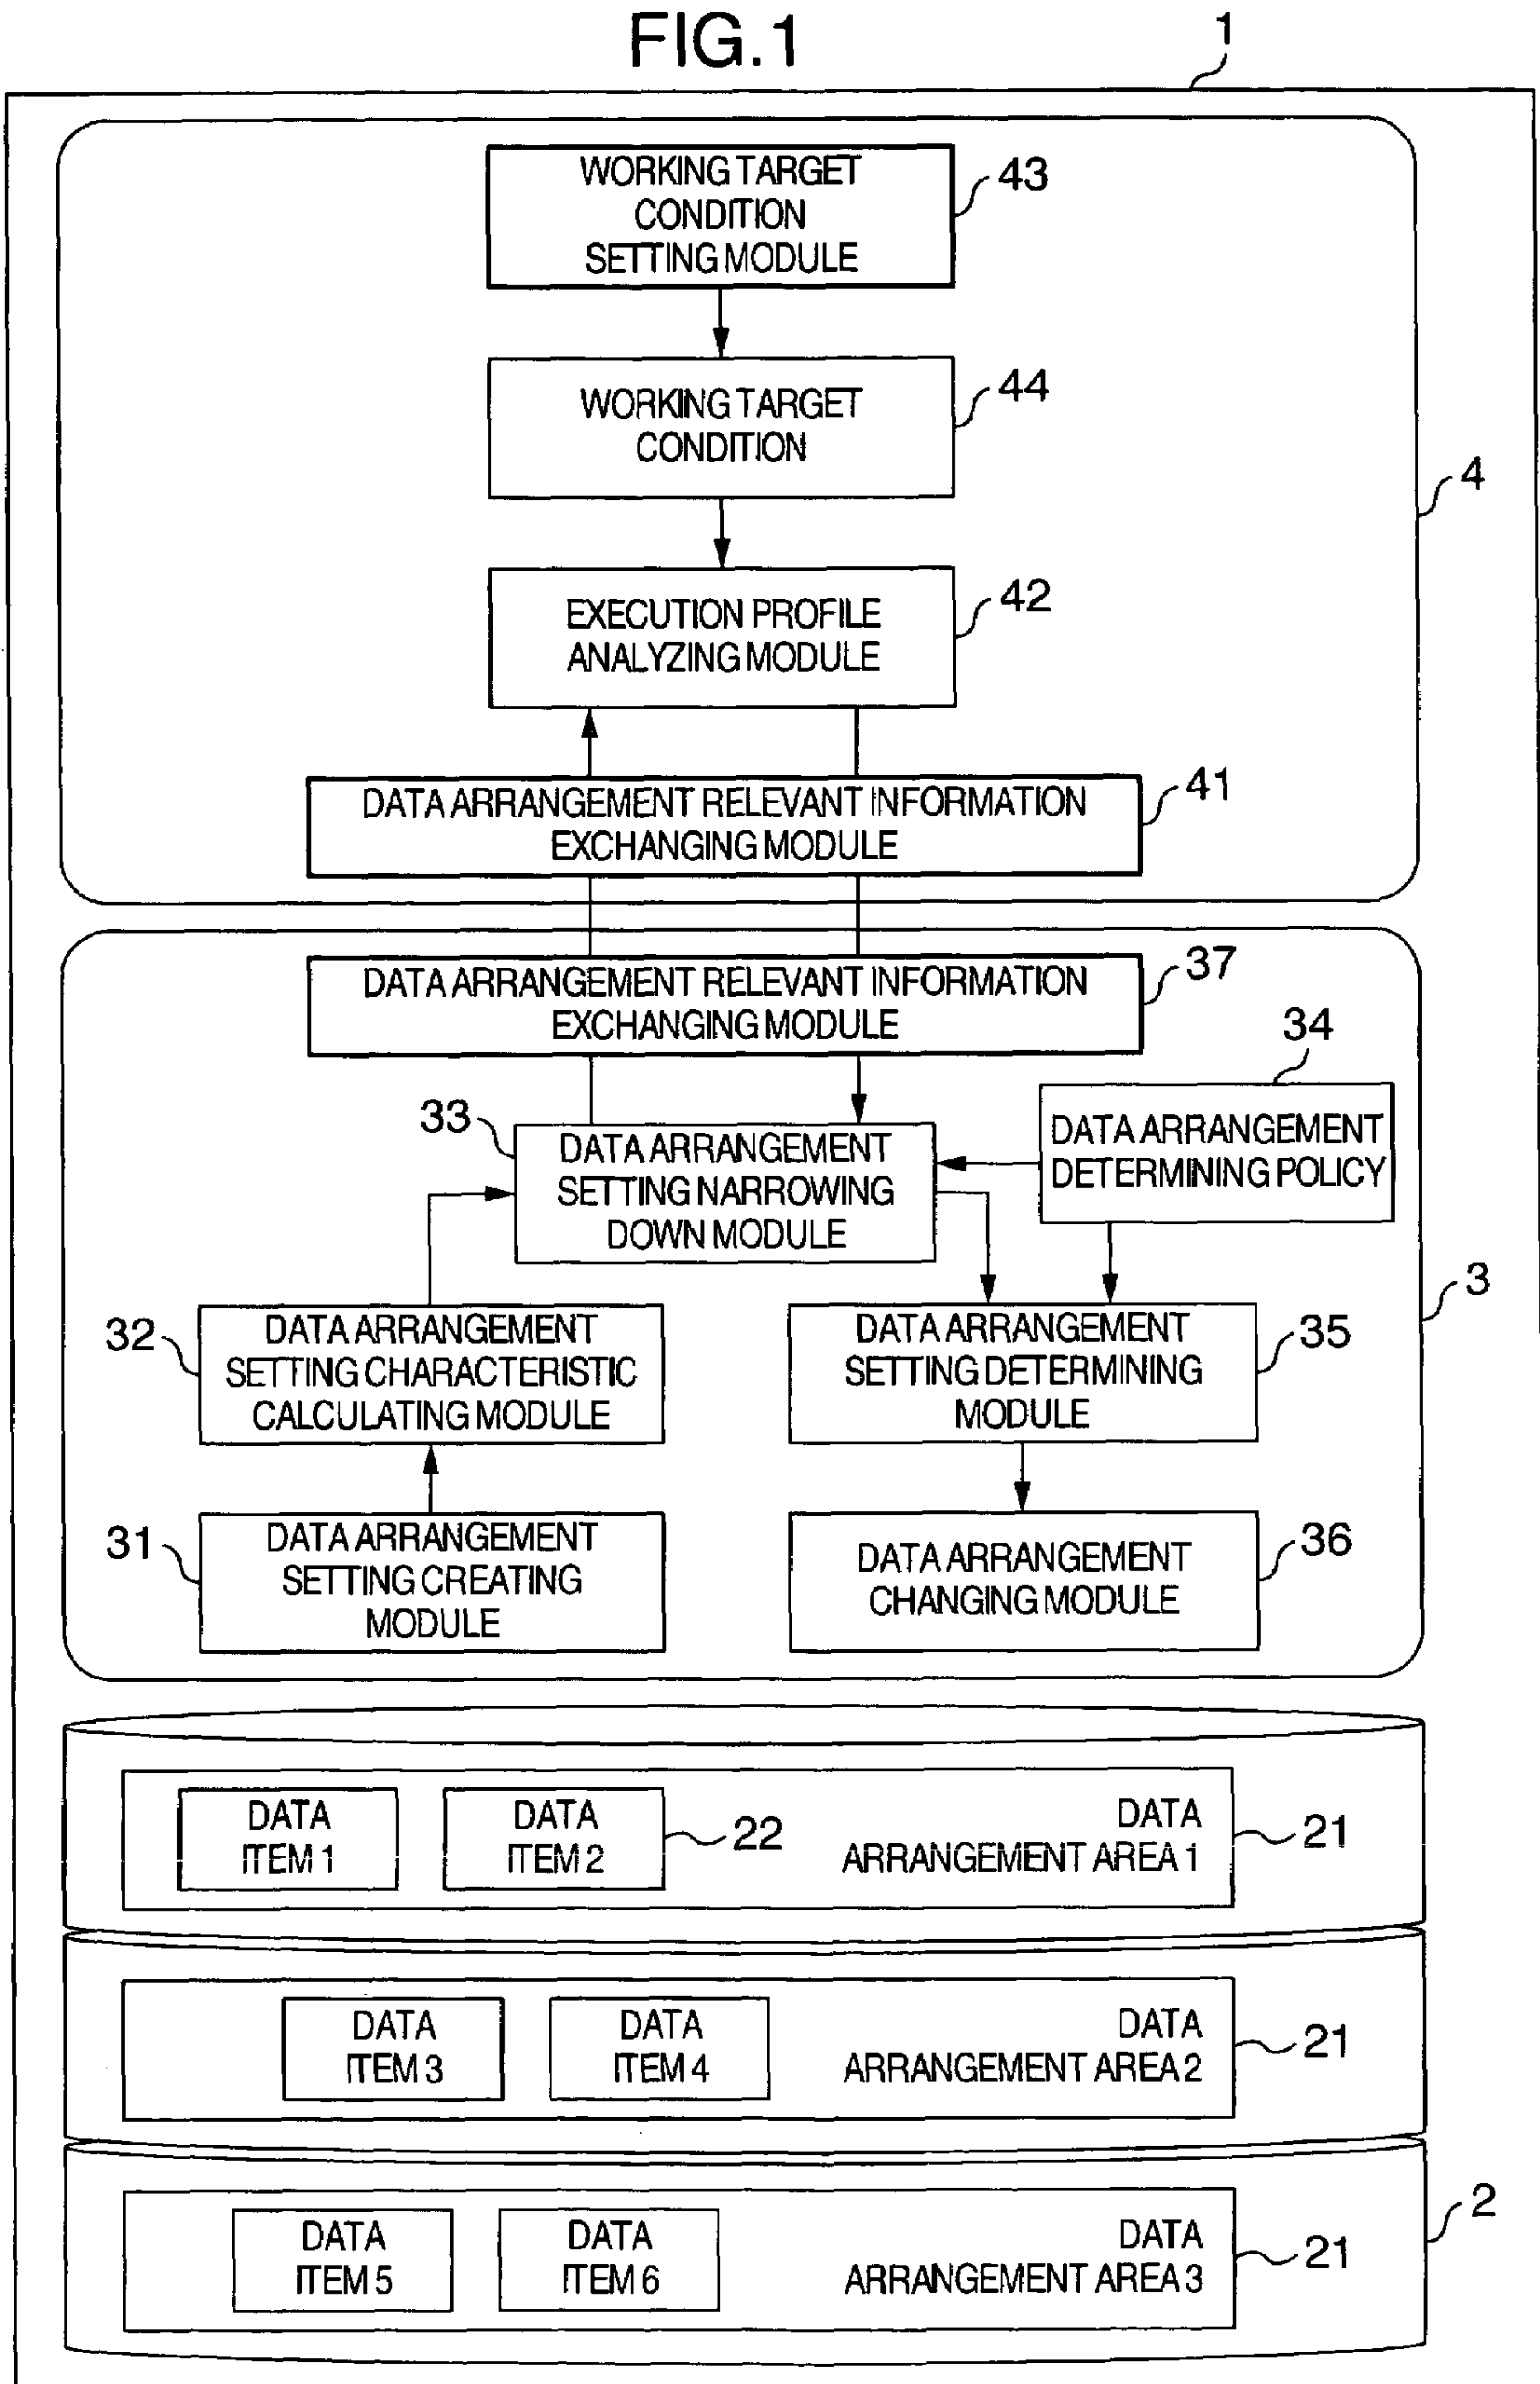 FIG.1
1
WORKING TARGET
CONDITION
SETTING MODULE
43
WORKING TARGET
CONDITION
44
4
EXECUTION PROFILE
ANALYZING MODULE
42
DATA ARRANGEMENT RELEVANT INFORMATION
EXCHANGING MODULE
41
DATA ARRANGEMENT RELEVANT INFORMATION
EXCHANGING MODULE
37
34
33
DATA ARRANGEMENT
SETTING NARROWING
DOWN MODULE
DATA ARRANGEMENT
DETERMINING POLICY
3
32
DATA ARRANGEMENT
SETTING CHARACTERISTIC
CALCULATING MODULE
DATA ARRANGEMENT
SETTING DETERMINING
MODULE
35
31
DATA ARRANGEMENT
SETTING CREATING
MODULE
DATA ARRANGEMENT
CHANGING MODULE
36
DATA
ITEM 1
DATA
ITEM 2
22
DATA
ARRANGEMENT AREA 1
21
DATA
ITEM 3
DATA
ITEM 4
DATA
ARRANGEMENT AREA 2
21
2
DATA
ITEM 5
DATA
ITEM 6
DATA
ARRANGEMENT AREA 3
21